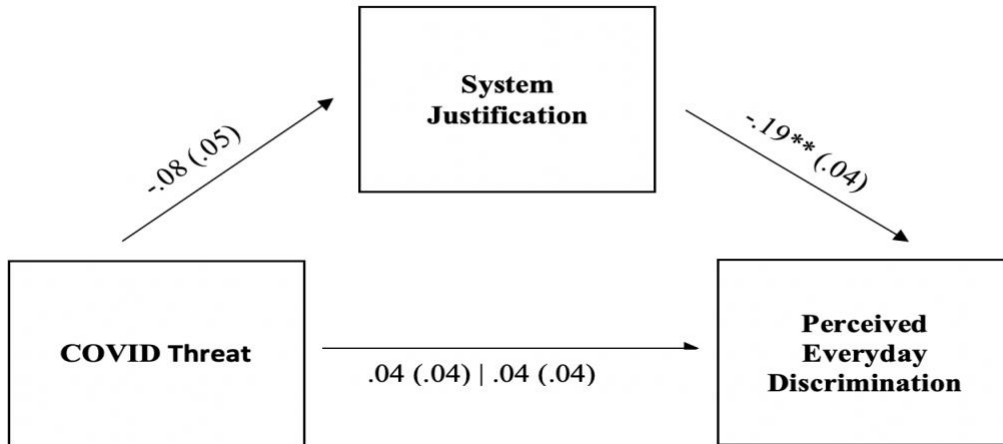 System
Justification
-.08 (.05)
-.19** (.04)
COVID Threat
.04 (.04) | .04 (.04)
Perceived
Everyday
Discrimination